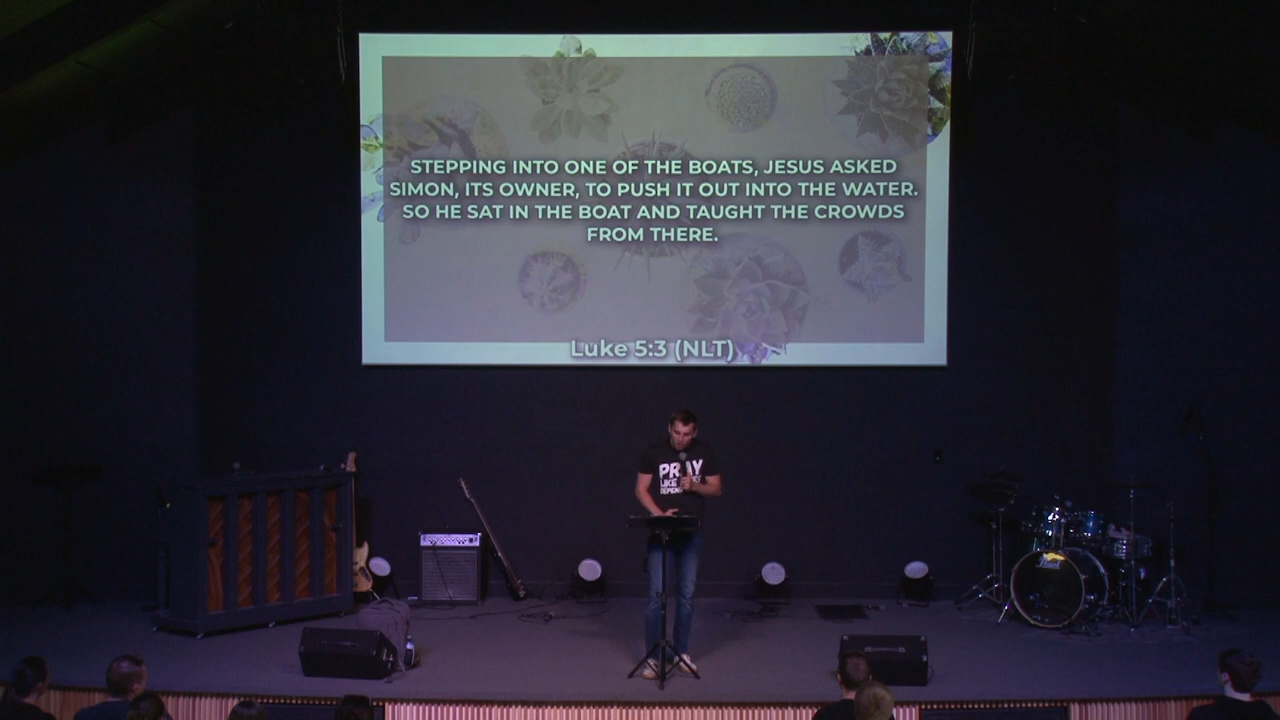 STEPPING INTO ONE OF THE BOATS, JESUS ASKED
SIMON, ITS OWNER, TO PUSH IT OUT INTO THE WATER.
SO HE SAT IN THE BOAT AND TAUGHT THE CROWDS
FROM THERE.
Luke 5:3 (NLT)
PRAY
LIKE